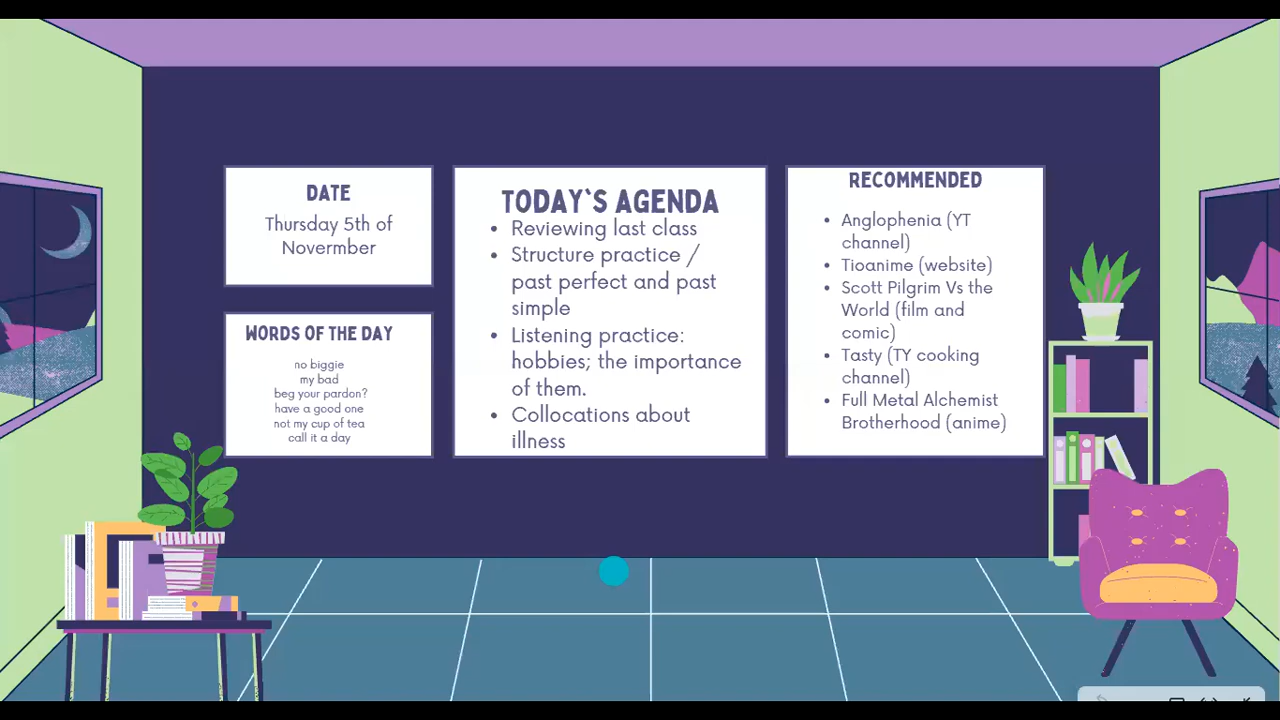 DATE
Thursday 5th of
Novermber
WORDS OF THE DAY
no biggie
my bad
beg your pardon?
have a good one
not my cup of tea
call it a day
TODAY`S AGENDA
• Reviewing last class
• Structure practice /
past perfect and past
simple
• Listening practice:
hobbies; the importance
of them.
• Collocations about
illness
RECOMMENDED
• Anglophenia (YT
channel)
• Tioanime (website)
• Scott Pilgrim Vs the
World (film and
comic)
• Tasty (TY cooking
channel)
• Full Metal Alchemist
Brotherhood (anime)